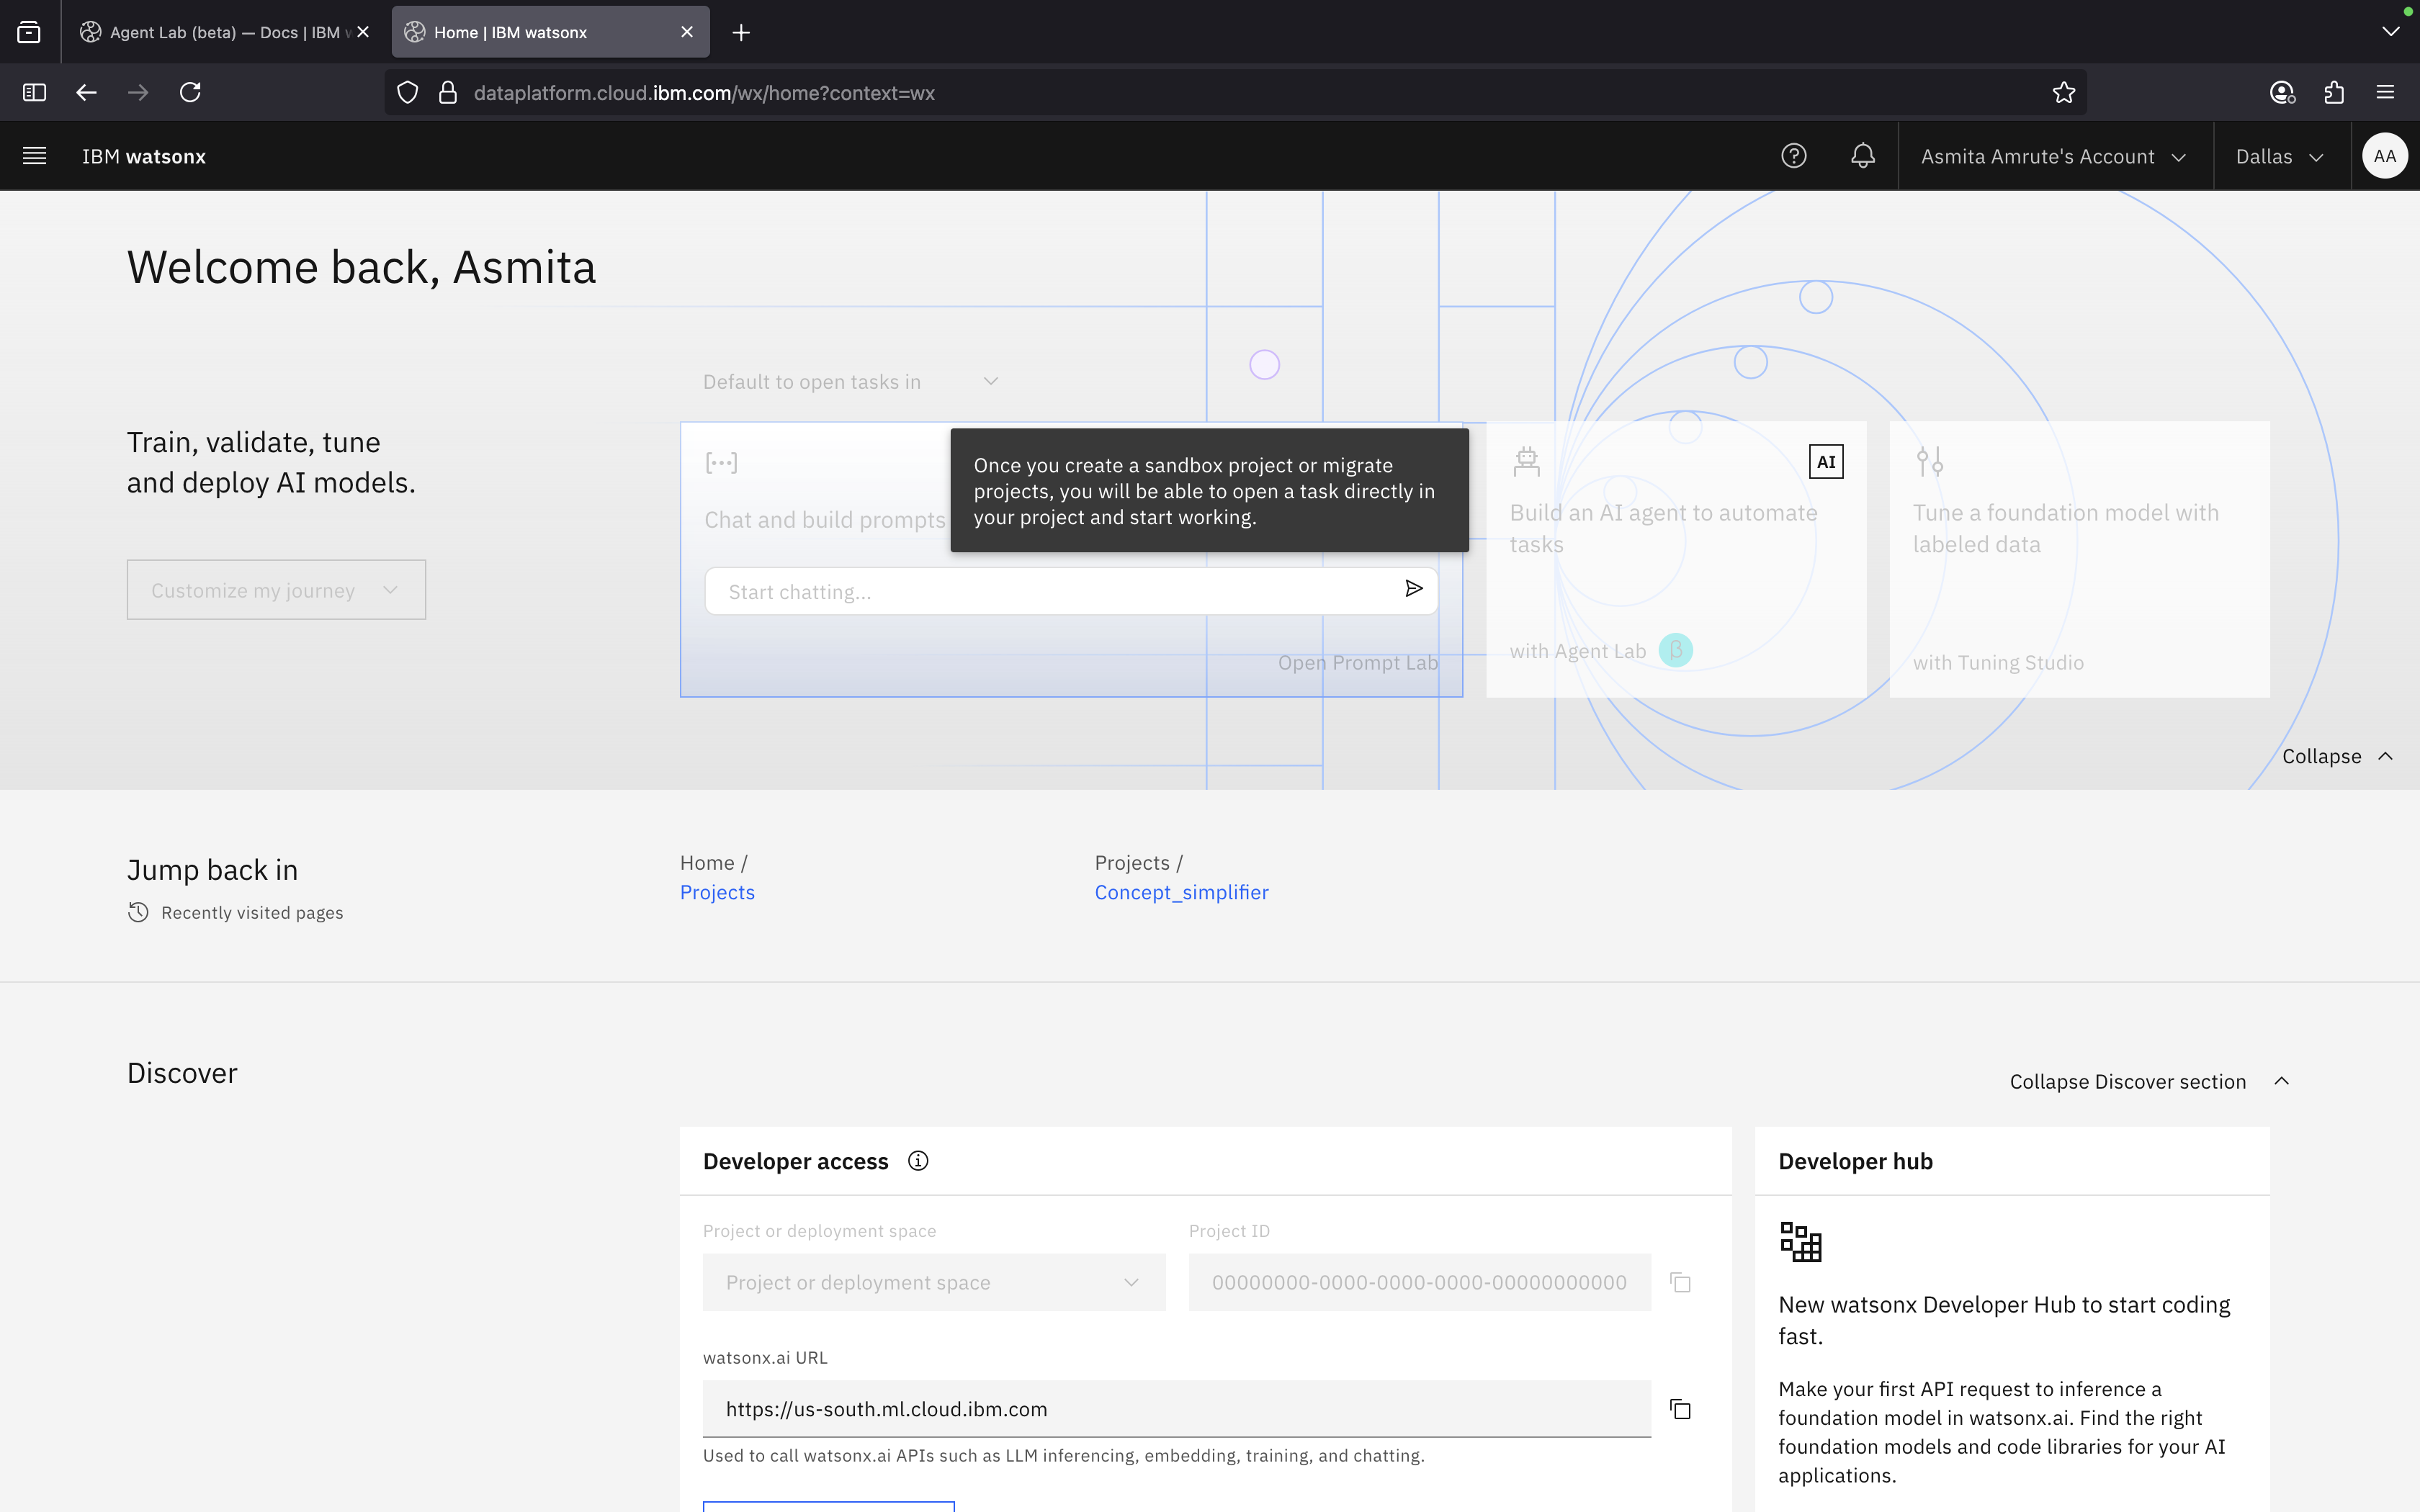 Agent Lab (beta) — Docs | IBM w
Home | IBM watsonx
dataplatform.cloud.ibm.com/wx/home?context=wx
IBM watsonx
Asmita Amrute's Account
Dallas
AA
Welcome back, Asmita
Default to open tasks in
Train, validate, tune
and deploy AI models.
Customize my journey
Chat and build prompts
Once you create a sandbox project or migrate
projects, you will be able to open a task directly in
your project and start working.
Start chatting...
Open Prompt Lab
AI
Build an AI agent to automate
tasks
with Agent Lab β
Tune a foundation model with
labeled data
with Tuning Studio
Collapse
Jump back in
Recently visited pages
Home /
Projects
Projects /
Concept_simplifier
Discover
Collapse Discover section
Developer access
Project or deployment space
Project or deployment space
Project ID
00000000-0000-0000-0000-00000000000
watsonx.ai URL
https://us-south.ml.cloud.ibm.com
Used to call watsonx.ai APIs such as LLM inferencing, embedding, training, and chatting.
Developer hub
New watsonx Developer Hub to start coding
fast.
Make your first API request to inference a
foundation model in watsonx.ai. Find the right
foundation models and code libraries for your AI
applications.